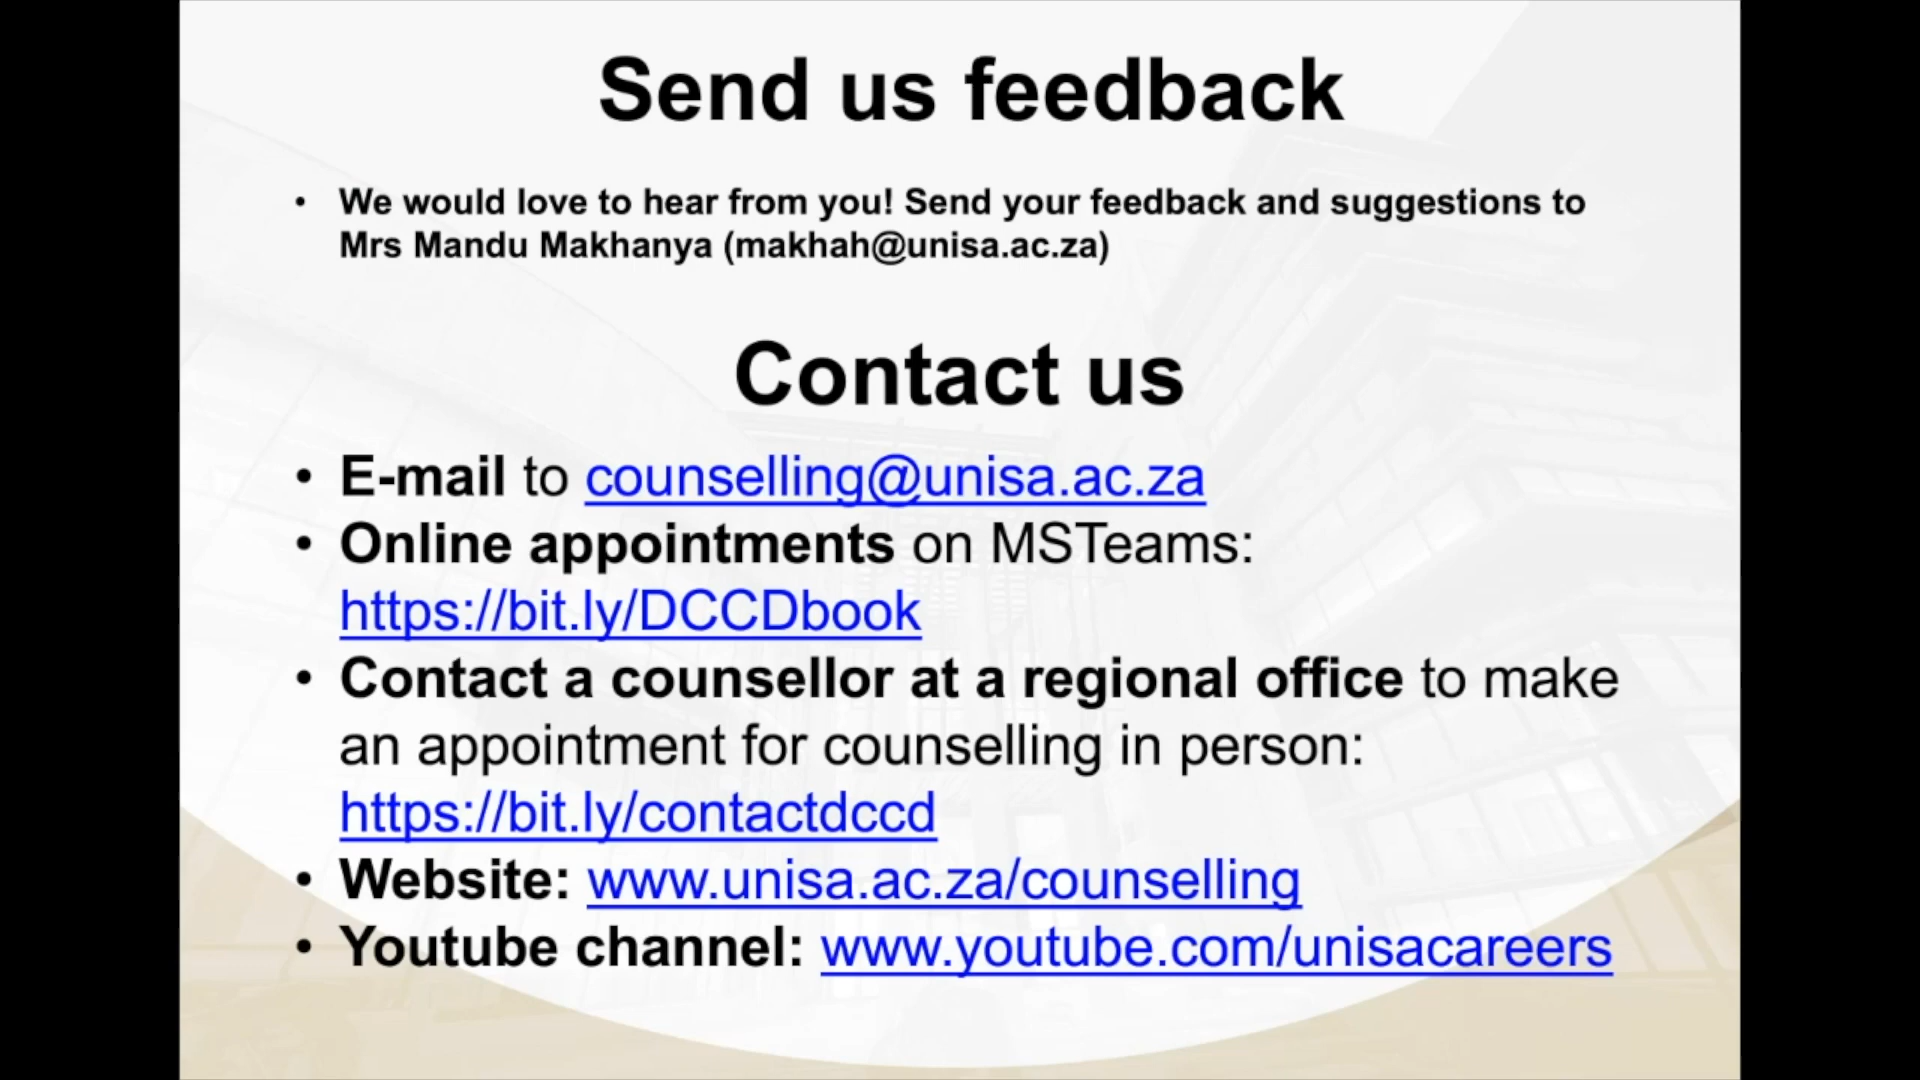 Send us feedback
• We would love to hear from you! Send your feedback and suggestions to
Mrs Mandu Makhanya (makhah@unisa.ac.za)
Contact us
• E-mail to counselling@unisa.ac.za
• Online appointments on MSTeams:
https://bit.ly/DCCDbook
• Contact a counsellor at a regional office to make
an appointment for counselling in person:
https://bit.ly/contactdccd
• Website: www.unisa.ac.za/counselling
• Youtube channel: www.youtube.com/unisacareers